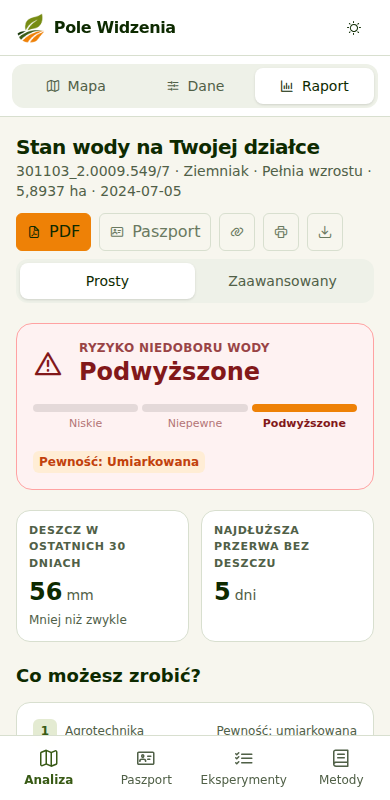 Pole Widzenia
Mapa
Dane
Raport
Stan wody na Twojej działce
301103_2.0009.549/7 · Ziemniak · Pełnia wzrostu ·
5,8937 ha · 2024-07-05
PDF
Paszport
Prosty
Zaawansowany
RYZYKO NIEDOBORU WODY
Podwyższone
Niskie
Niepewne
Podwyższone
Pewność: Umiarkowana
DESZCZ W
OSTATNICH 30
DNIACH
56 mm
Mniej niż zwykle
NAJDŁUŻSZA
PRZERWA BEZ
DESZCZU
5 dni
Co możesz zrobić?
1 Agrotechnika
Pewność: umiarkowana
Analiza
Paszport
Eksperymenty
Metody